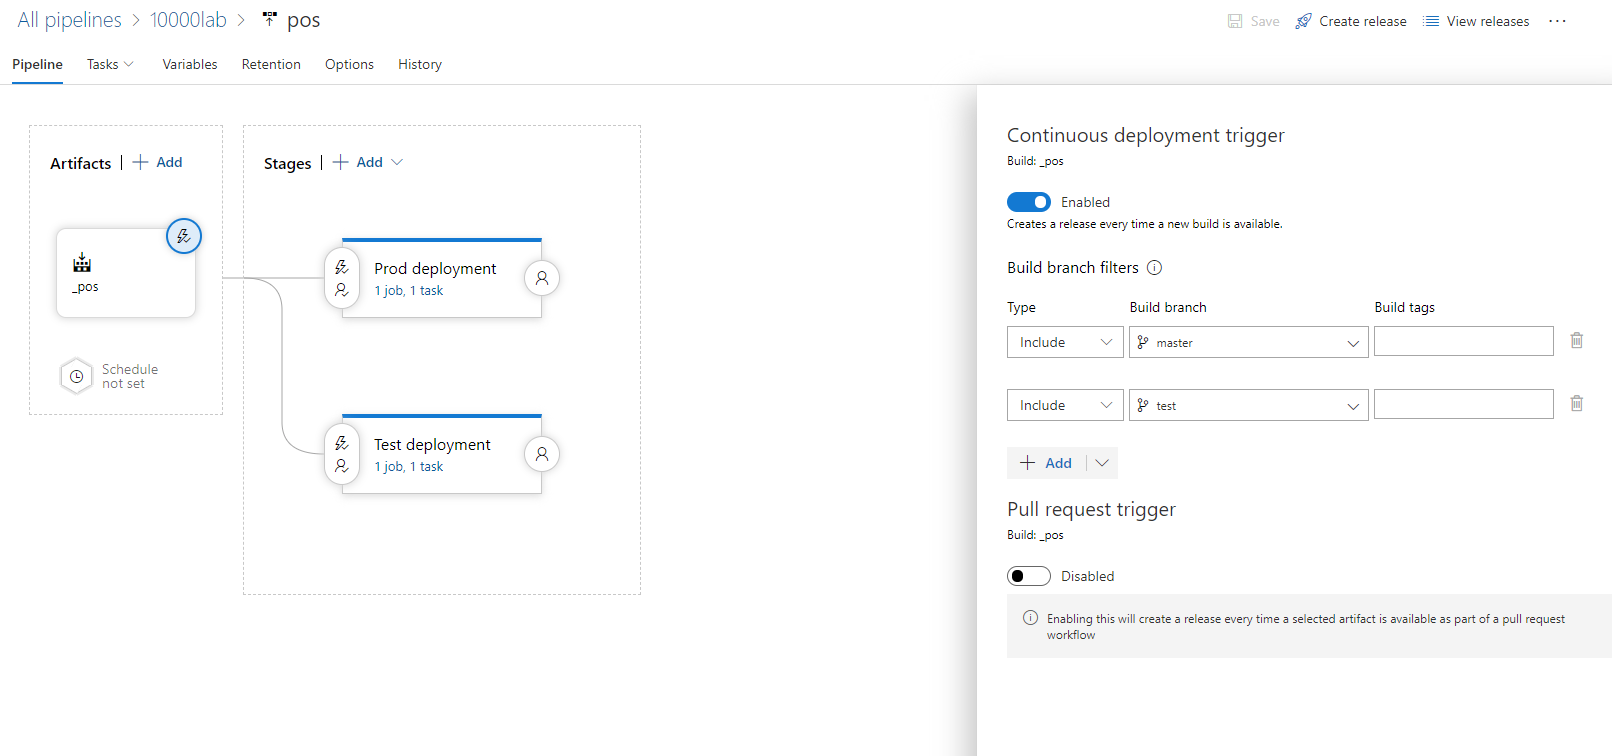 All pipelines > 10000lab > pos
Save Create release View releases ...
Pipeline Tasks Variables Retention Options History
Artifacts | + Add
_pos
Schedule
not set
Stages | + Add
Prod deployment
1 job, 1 task
Test deployment
1 job, 1 task
Continuous deployment trigger
Build: _pos
Enabled
Creates a release every time a new build is available.
Build branch filters
Type Build branch Build tags
Include master
Include test
+ Add
Pull request trigger
Build: _pos
Disabled
Enabling this will create a release every time a selected artifact is available as part of a pull request
workflow